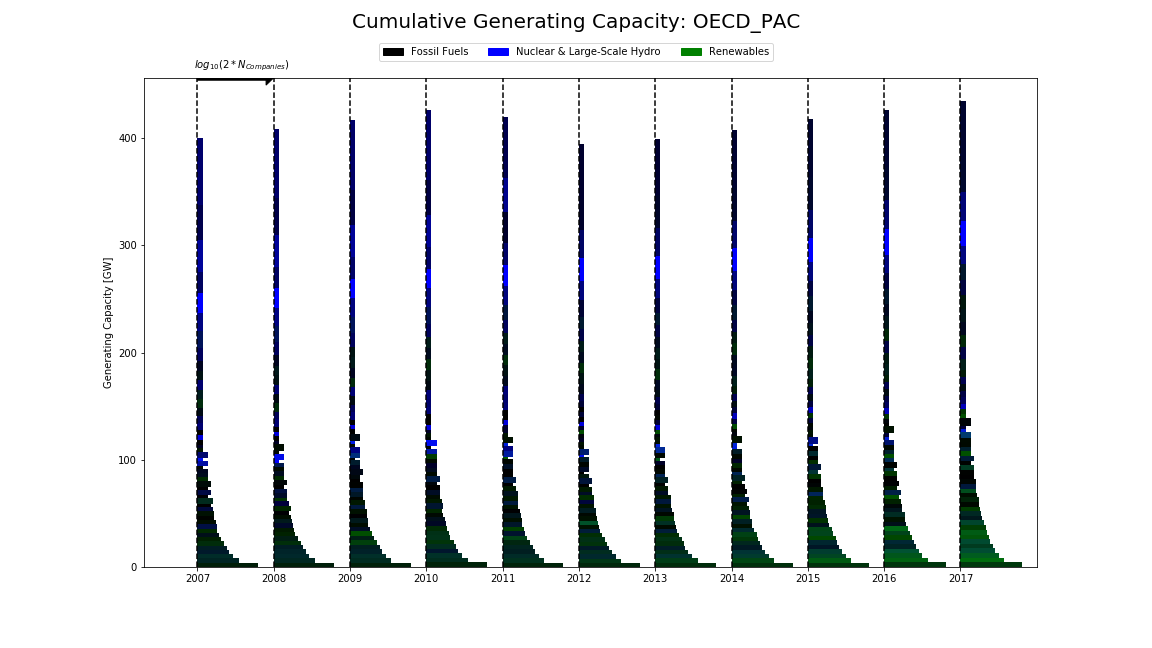 Cumulative Generating Capacity: OECD_PAC
Fossil Fuels
Nuclear & Large-Scale Hydro
Renewables
log10(2 * NCompanies)
Generating Capacity [GW]
400
300
200
100
0
2007
2008
2009
2010
2011
2012
2013
2014
2015
2016
2017